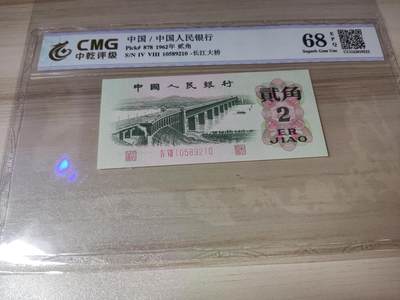 CMG
中乾评级
中国 / 中国人民银行
Pick# 878 1962年 贰角
S/N IV VIII 10589210 -长江大桥
68 EPQ
Superb Gem Unc
中國人民銀行
貳角
2
ER
JIAO
IV VIII 10589210